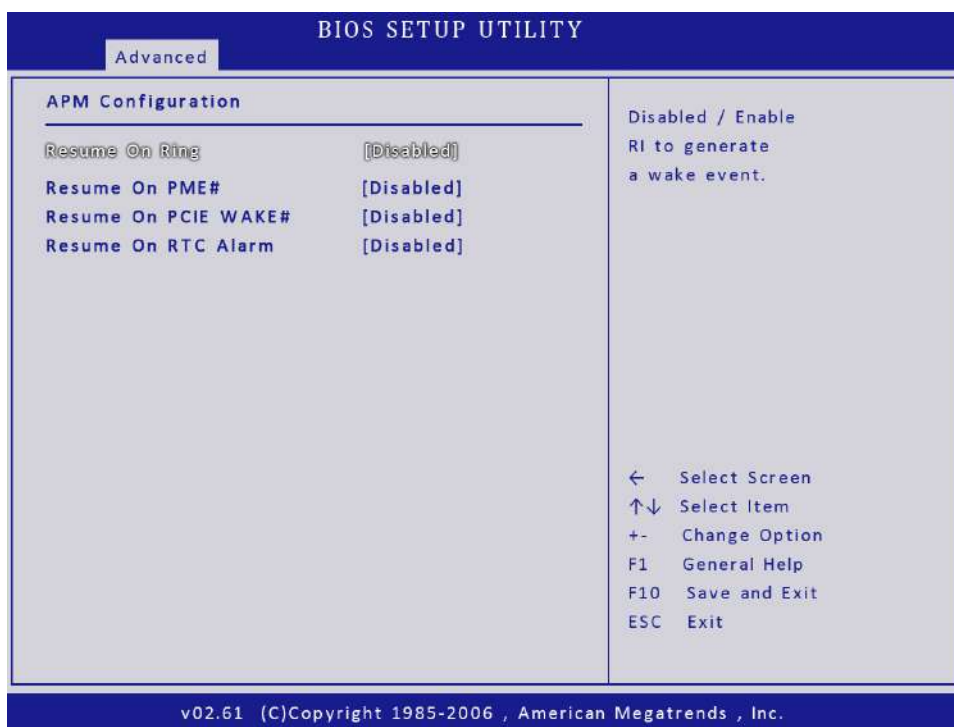 BIOS SETUP UTILITY
Advanced
APM Configuration
Resume On Ring [Disabled]
Resume On PME# [Disabled]
Resume On PCIE WAKE# [Disabled]
Resume On RTC Alarm [Disabled]
Disabled / Enable
RI to generate
a wake event.
← Select Screen
↑↓ Select Item
+- Change Option
F1 General Help
F10 Save and Exit
ESC Exit
v02.61 (C)Copyright 1985-2006 , American Megatrends , Inc.